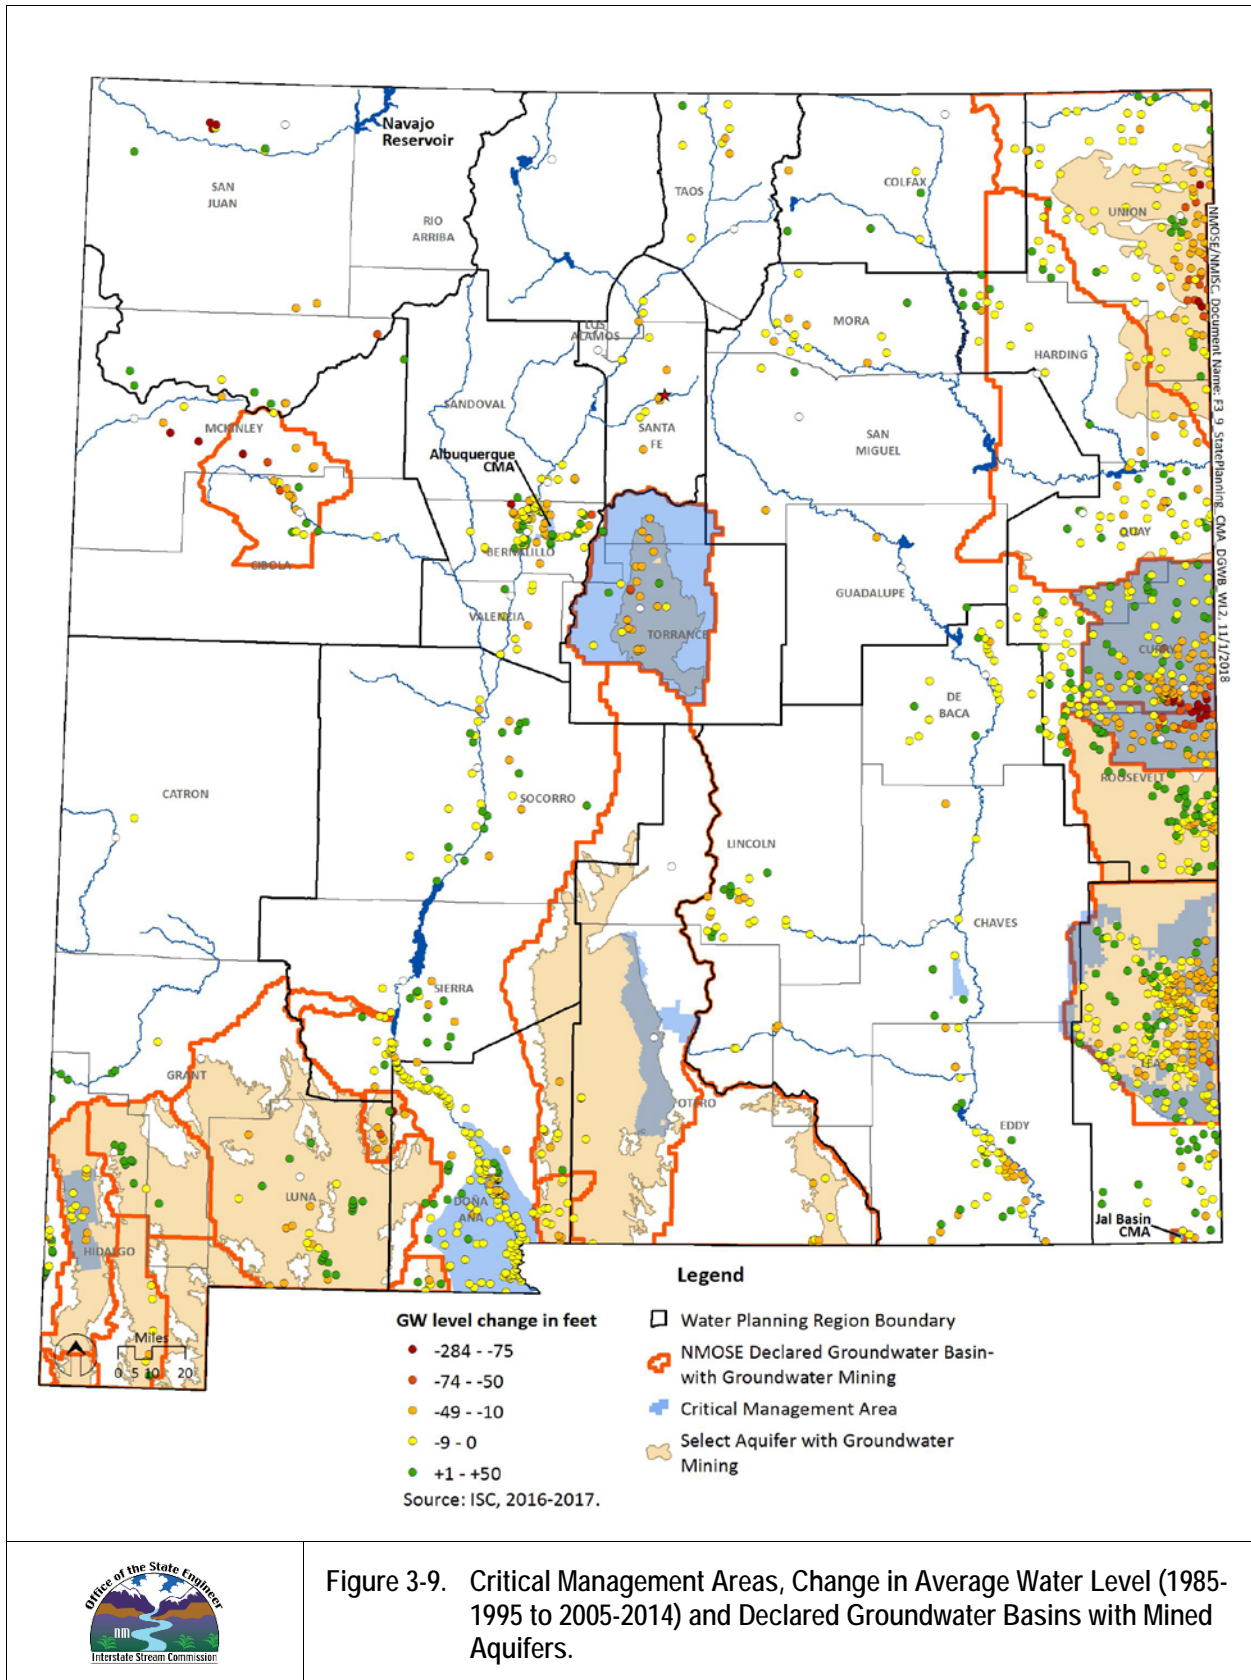 Navajo
Reservoir
SAN
JUAN
RIO
ARRIBA
TAOS
COLFAX
UNION
LOS
ALAMOS
MORA
HARDING
SANDOVAL
MCKINLEY
SANTA
FE
SAN
MIGUEL
Albuquerque
CMA
QUAY
BERNALILLO
CIBOLA
GUADALUPE
VALENCIA
TORRANCE
CURRY
DE
BACA
ROOSEVELT
CATRON
SOCORRO
LINCOLN
CHAVES
SIERRA
LEA
GRANT
OTERO
EDDY
LUNA
DOÑA
ANA
HIDALGO
Jal Basin
CMA
NMOSE/NMISC. Document Name: F3_9_StatePlanning_CMA_DGWB_WL2. 11/1/2018
Miles
0 5 10 20
Legend
GW level change in feet
-284 - -75
-74 - -50
-49 - -10
-9 - 0
+1 - +50
Source: ISC, 2016-2017.
Water Planning Region Boundary
NMOSE Declared Groundwater Basin-
with Groundwater Mining
Critical Management Area
Select Aquifer with Groundwater
Mining
Office of the State Engineer
nm
Interstate Stream Commission
Figure 3-9. Critical Management Areas, Change in Average Water Level (1985-
1995 to 2005-2014) and Declared Groundwater Basins with Mined
Aquifers.